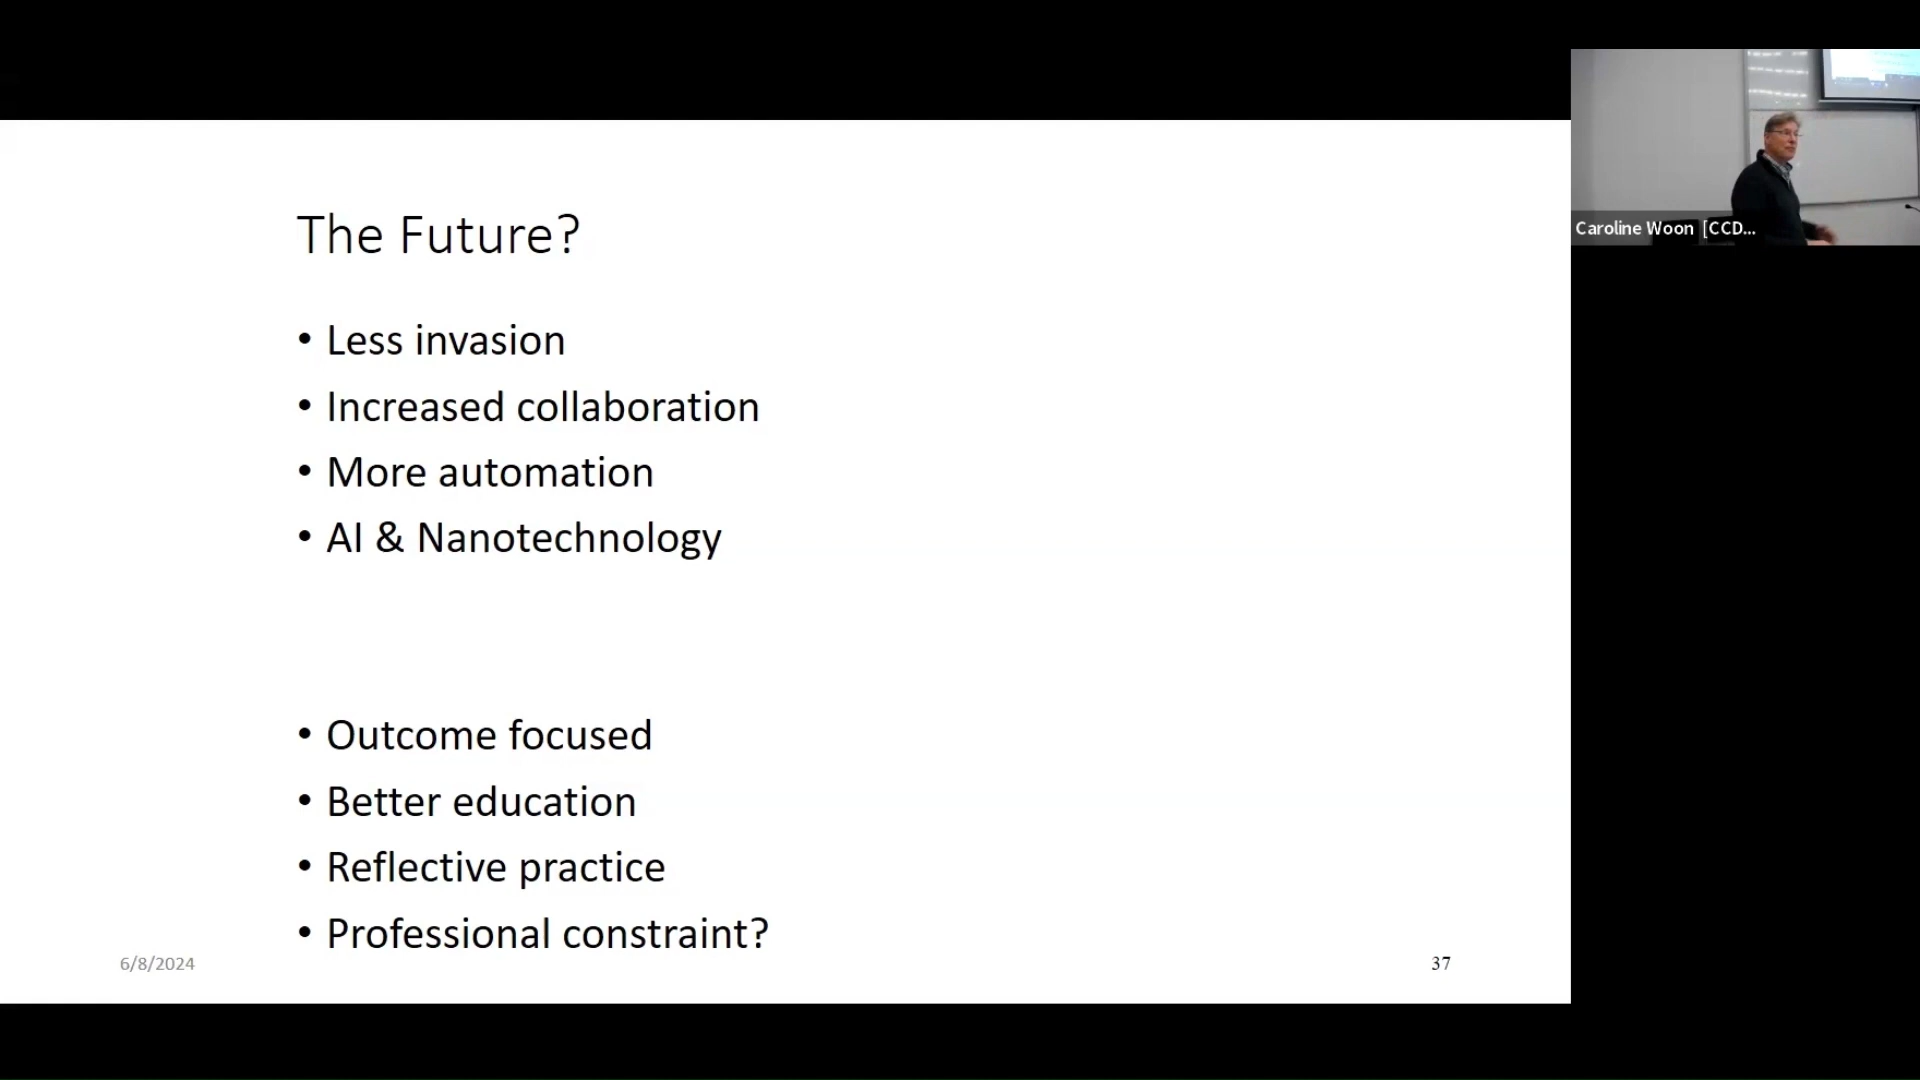 The Future?
• Less invasion
• Increased collaboration
• More automation
• AI & Nanotechnology
• Outcome focused
• Better education
• Reflective practice
• Professional constraint?
6/8/2024
37
Caroline Woon [CCD...